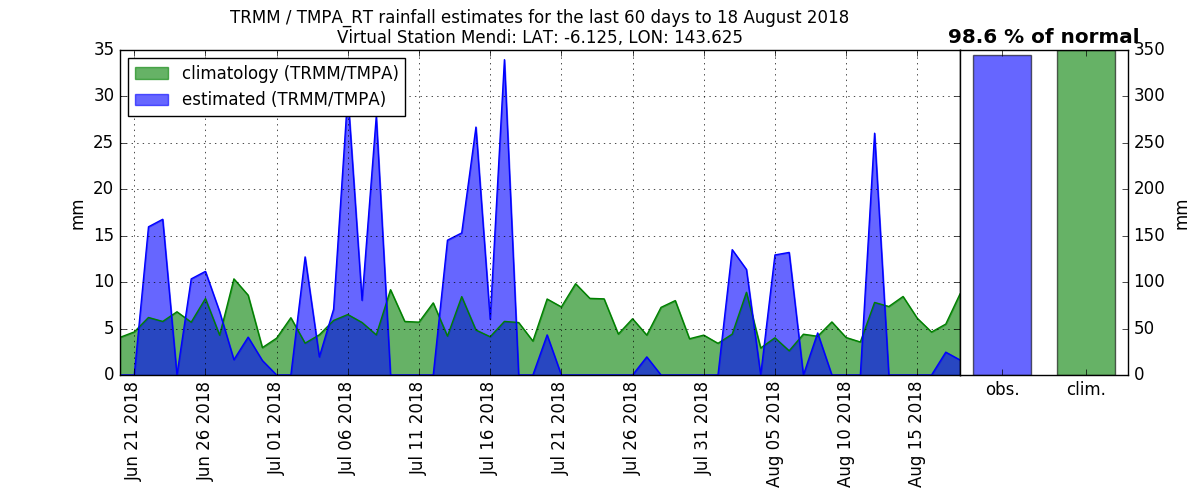 TRMM / TMPA_RT rainfall estimates for the last 60 days to 18 August 2018
Virtual Station Mendi: LAT: -6.125, LON: 143.625
98.6 % of normal
climatology (TRMM/TMPA)
estimated (TRMM/TMPA)
35
30
25
20
15
10
5
0
mm
350
300
250
200
150
100
50
0
mm
Jun 21 2018
Jun 26 2018
Jul 01 2018
Jul 06 2018
Jul 11 2018
Jul 16 2018
Jul 21 2018
Jul 26 2018
Jul 31 2018
Aug 05 2018
Aug 10 2018
Aug 15 2018
obs.
clim.